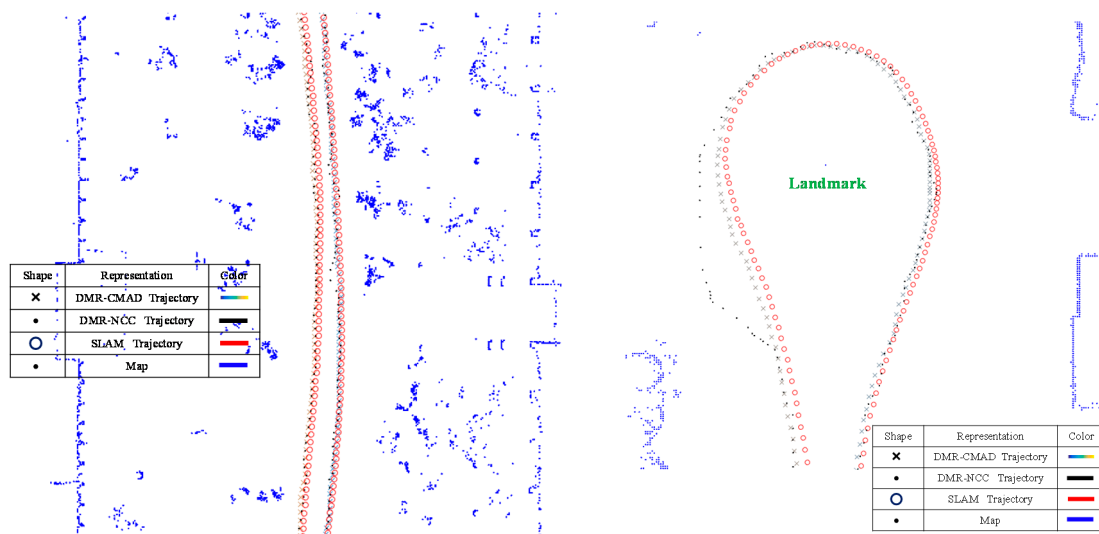 Landmark
Shape Representation Color
DMR-CMAD Trajectory
DMR-NCC Trajectory
SLAM Trajectory
Map
Shape Representation Color
DMR-CMAD Trajectory
DMR-NCC Trajectory
SLAM Trajectory
Map